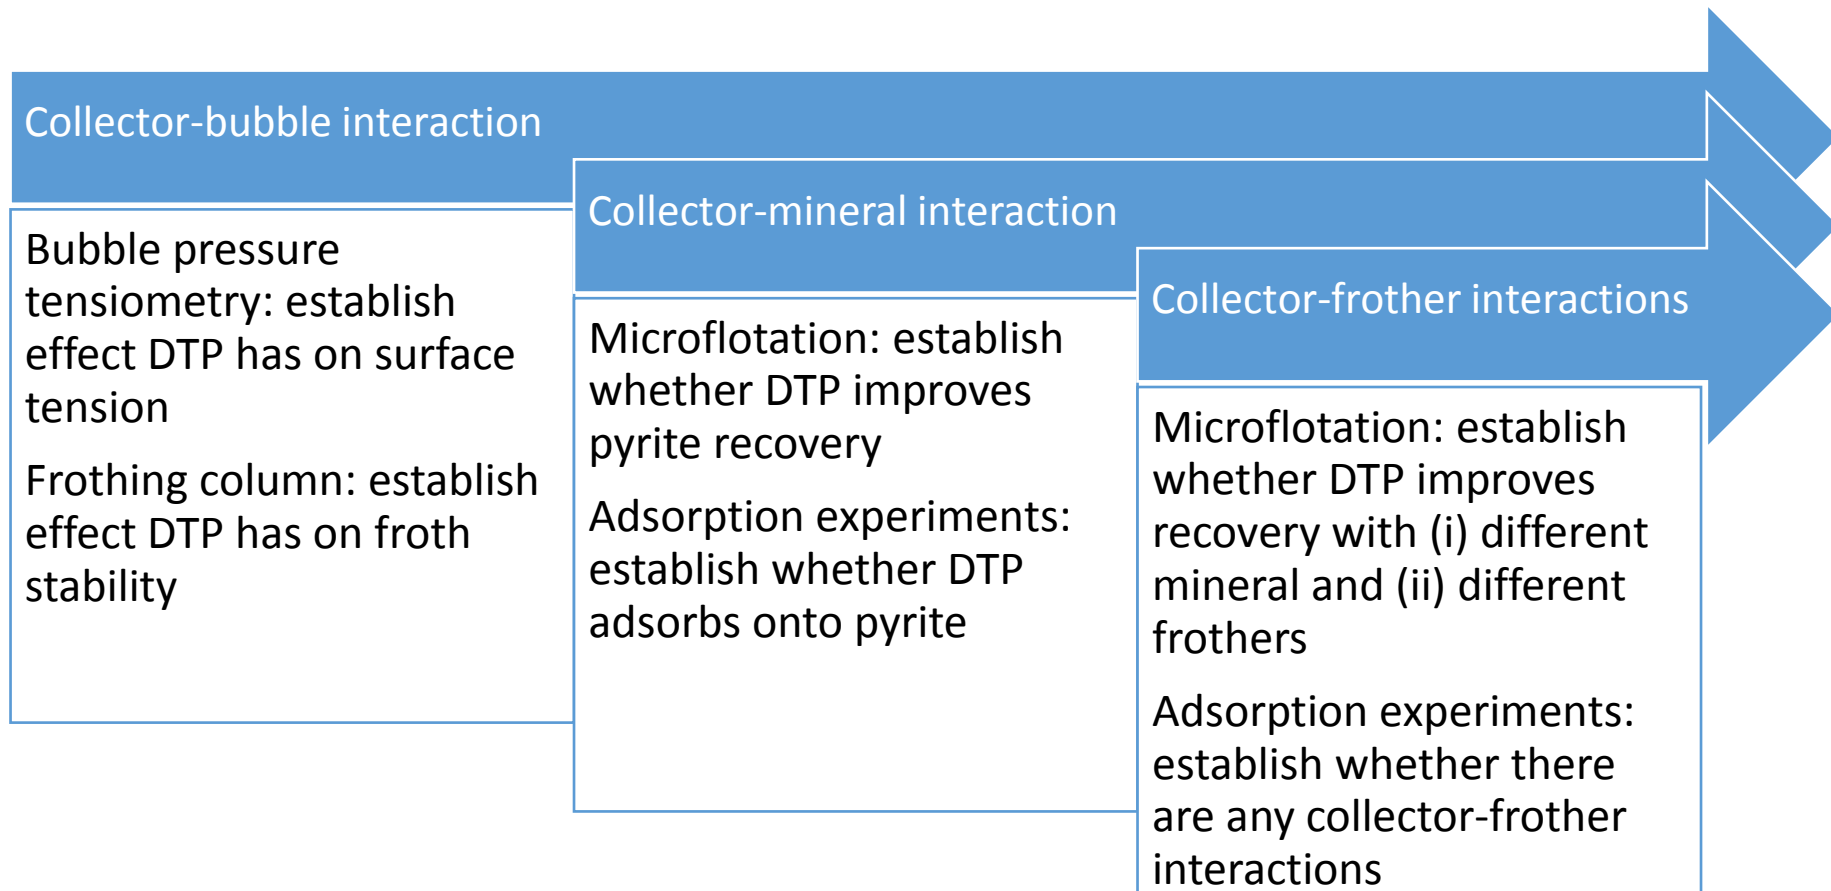 Collector-bubble interaction
Bubble pressure
tensiometry: establish
effect DTP has on surface
tension
Frothing column: establish
effect DTP has on froth
stability
Collector-mineral interaction
Microflotation: establish
whether DTP improves
pyrite recovery
Adsorption experiments:
establish whether DTP
adsorbs onto pyrite
Collector-frother interactions
Microflotation: establish
whether DTP improves
recovery with (i) different
mineral and (ii) different
frothers
Adsorption experiments:
establish whether there
are any collector-frother
interactions